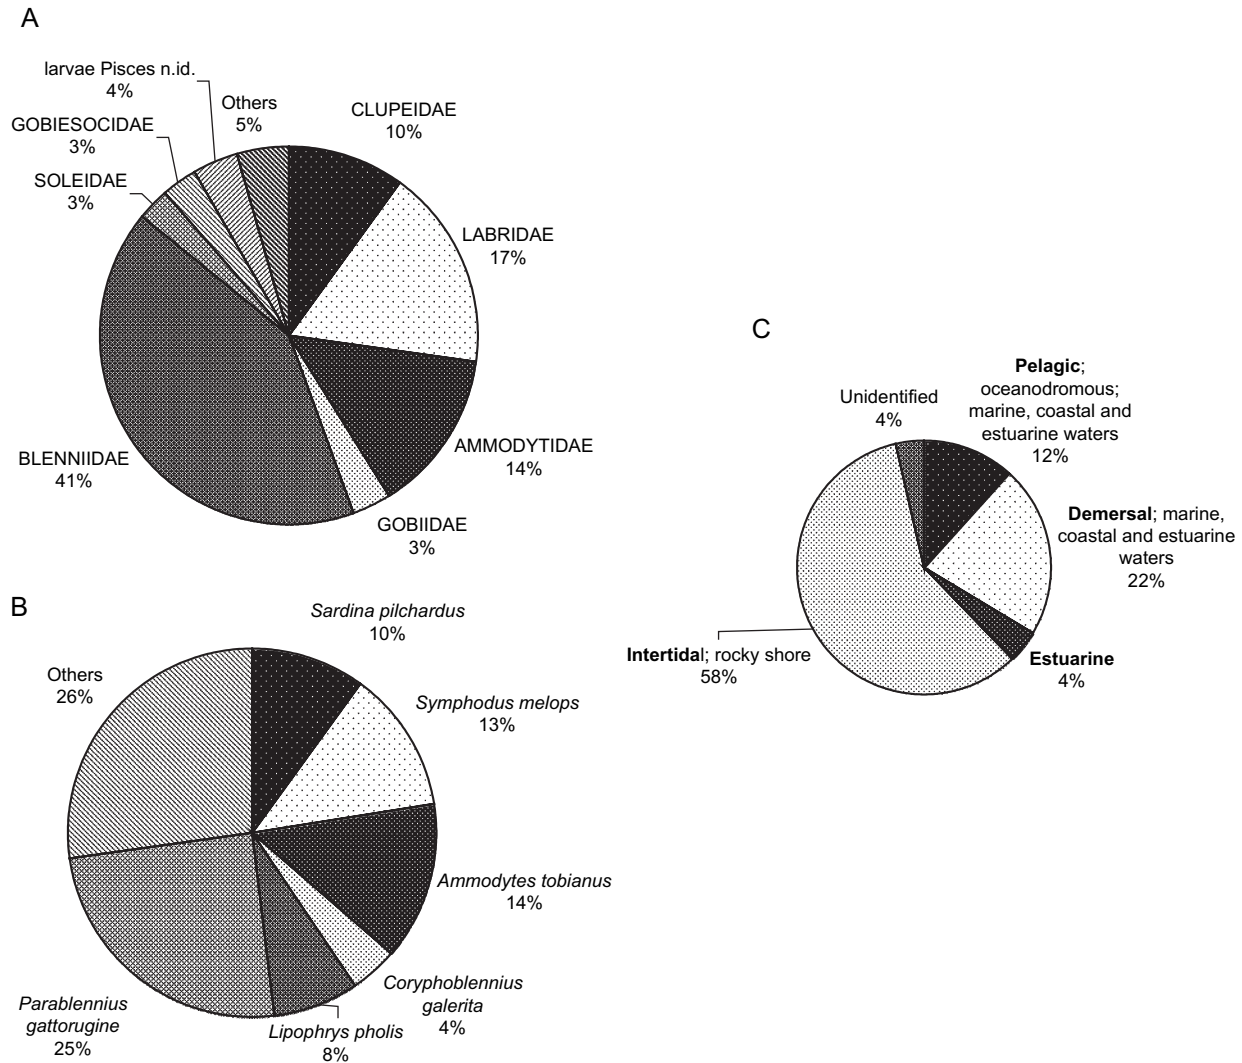 A
larvae Pisces n.id.
4%
Others
5%
CLUPEIDAE
10%
GOBIESOCIDAE
3%
SOLEIDAE
3%
LABRIDAE
17%
AMMODYTIDAE
14%
BLENNIIDAE
41%
GOBIIDAE
3%
B
Sardina pilchardus
10%
Others
26%
Symphodus melops
13%
Ammodytes tobianus
14%
Coryphoblennius
galerita
4%
Parablennius
gattorugine
25%
Lipophrys pholis
8%
C
Pelagic;
oceanodromous;
marine, coastal and
estuarine waters
12%
Unidentified
4%
Demersal; marine,
coastal and estuarine
waters
22%
Intertidal; rocky shore
58%
Estuarine
4%